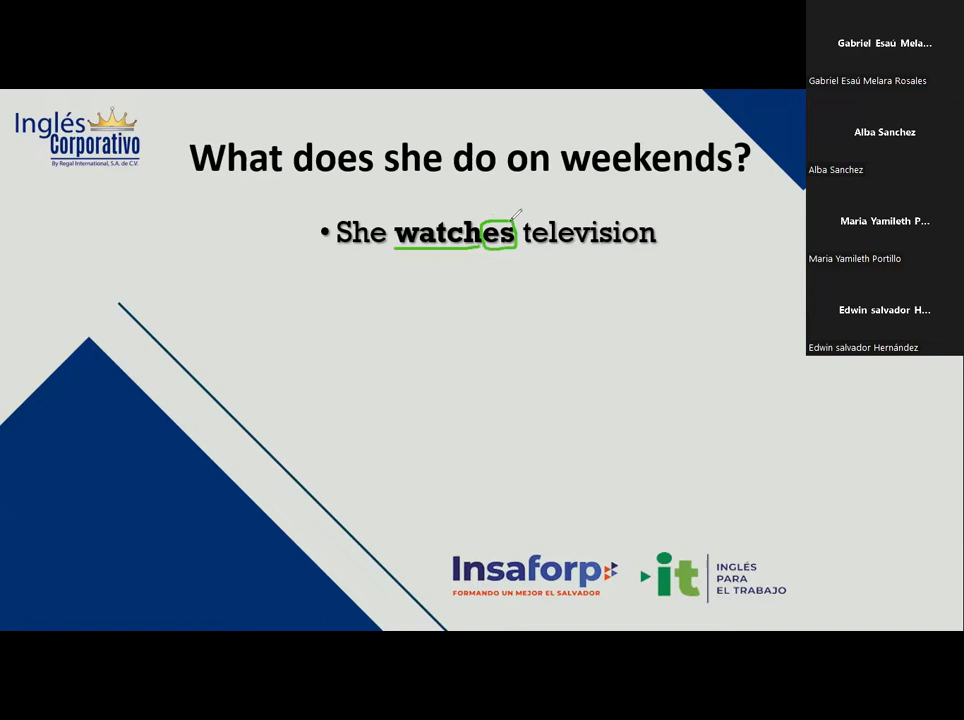 Inglés
Corporativo
By Regal International, S.A. de C.V.
What does she do on weekends?
• She watches television
Insaforp
FORMANDO UN MEJOR EL SALVADOR
it
INGLÉS
PARA
EL TRABAJO
Gabriel Esaú Mela...
Gabriel Esaú Melara Rosales
Alba Sanchez
Alba Sanchez
Maria Yamileth P...
Maria Yamileth Portillo
Edwin salvador H...
Edwin salvador Hernández